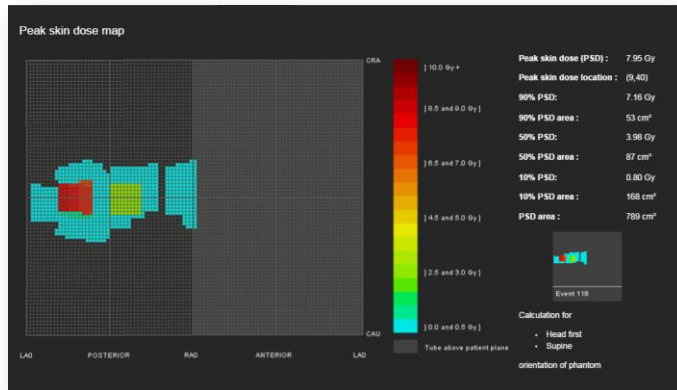 Peak skin dose map
CRA
CAU
LAO POSTERIOR RAO ANTERIOR LAO
] 10.0 Gy +
] 8.5 and 9.0 Gy ]
] 6.5 and 7.0 Gy ]
] 4.5 and 5.0 Gy ]
] 2.5 and 3.0 Gy ]
] 0.0 and 0.5 Gy ]
Tube above patient plane
Peak skin dose (PSD) : 7.95 Gy
Peak skin dose location : (9,40)
90% PSD: 7.16 Gy
90% PSD area : 53 cm²
50% PSD: 3.98 Gy
50% PSD area : 87 cm²
10% PSD: 0.80 Gy
10% PSD area : 168 cm²
PSD area : 789 cm²
Event 118
Calculation for
• Head first
• Supine
orientation of phantom